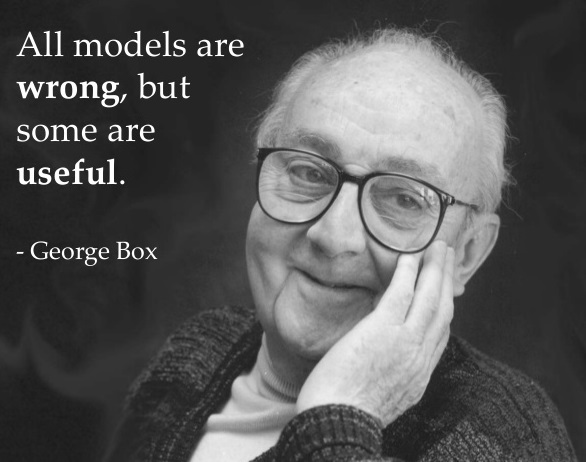 All models are
wrong, but
some are
useful.
- George Box